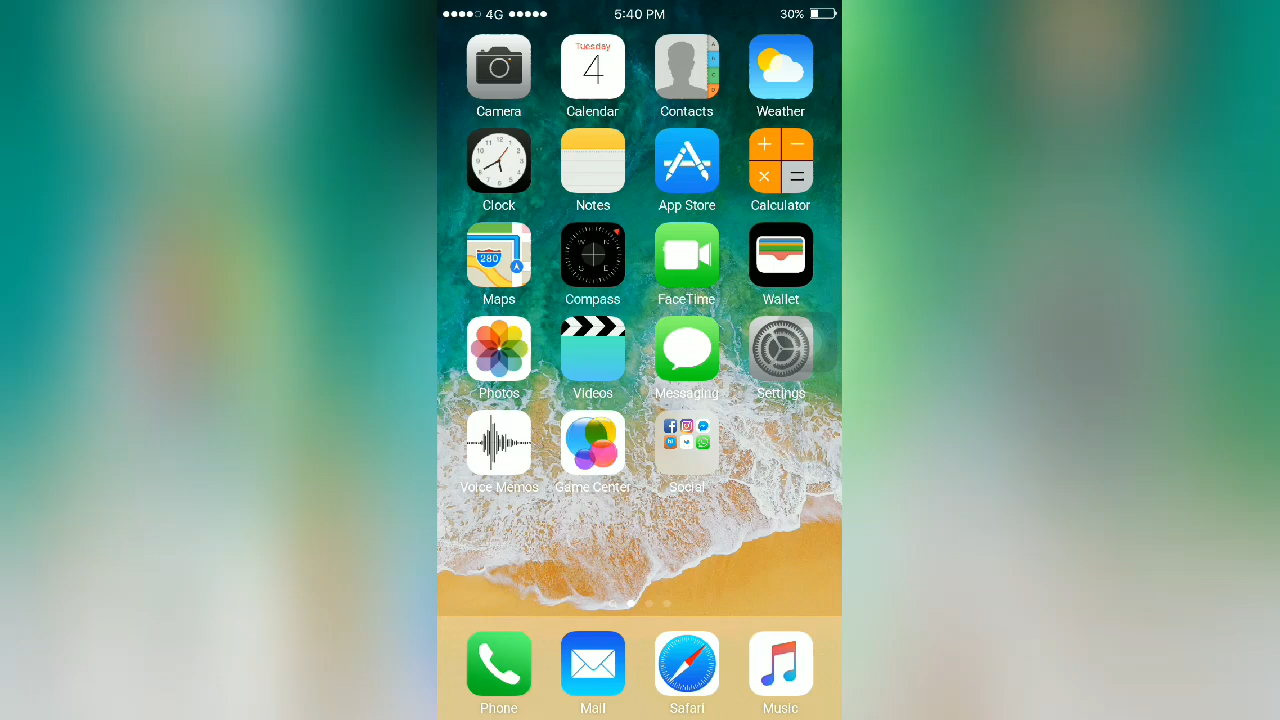 4G 5:40 PM 30%
Tuesday
4
Camera Calendar Contacts Weather
Clock Notes App Store Calculator
280
Maps Compass FaceTime Wallet
Photos Videos Messaging Settings
Voice Memos Game Center Social
Phone Mail Safari Music